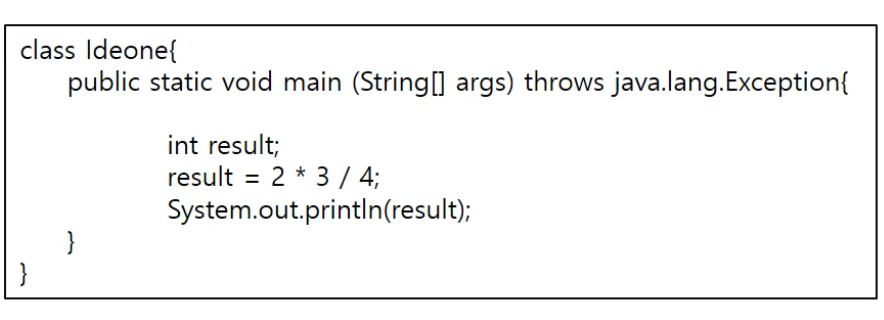 class Ideone{
public static void main (String[] args) throws java.lang.Exception{
int result;
result = 2 * 3 / 4;
System.out.println(result);
}
}